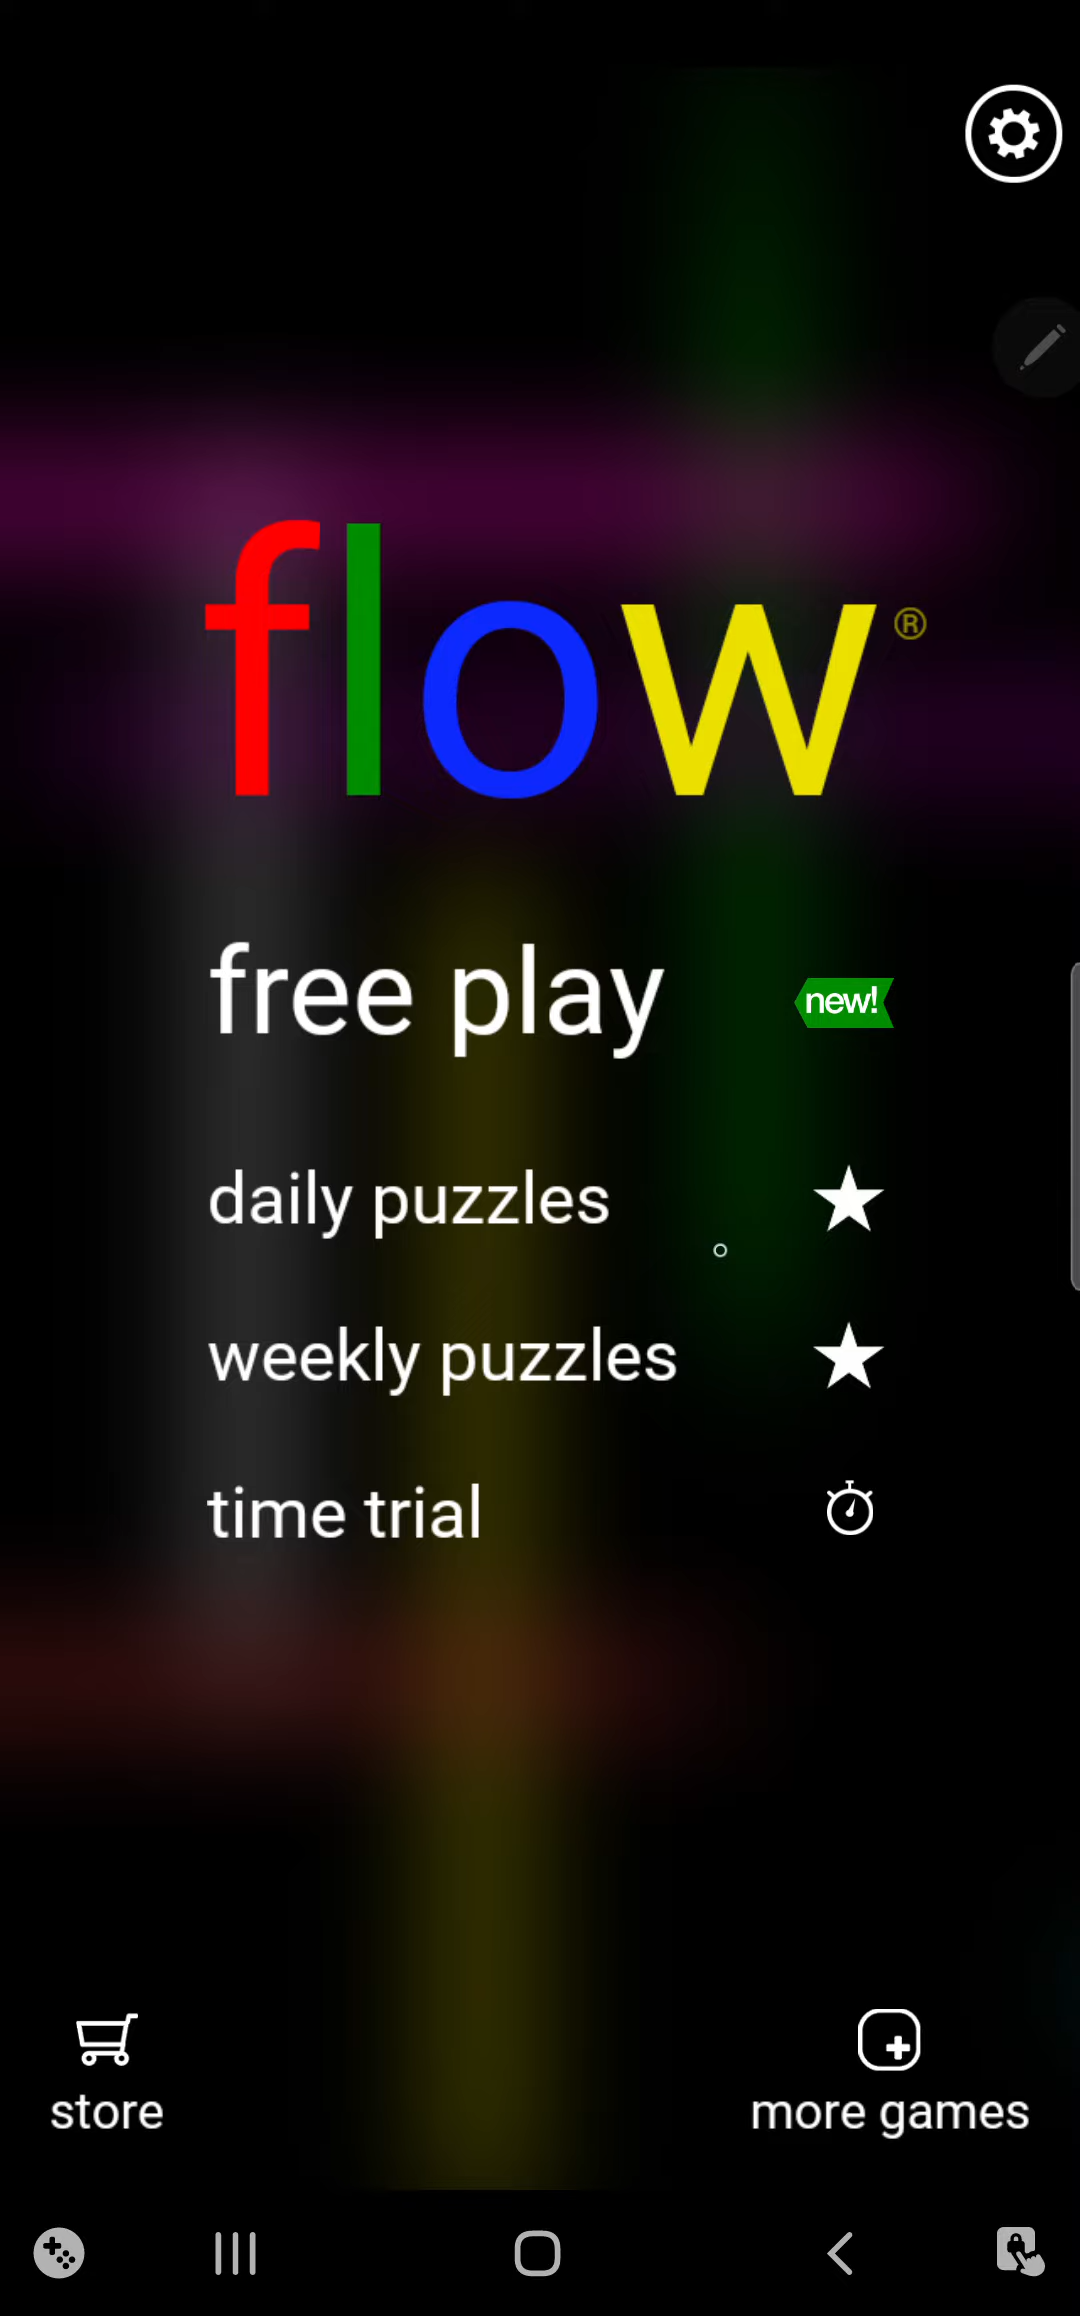 flow®
free play
new!
daily puzzles
weekly puzzles
time trial
store
more games